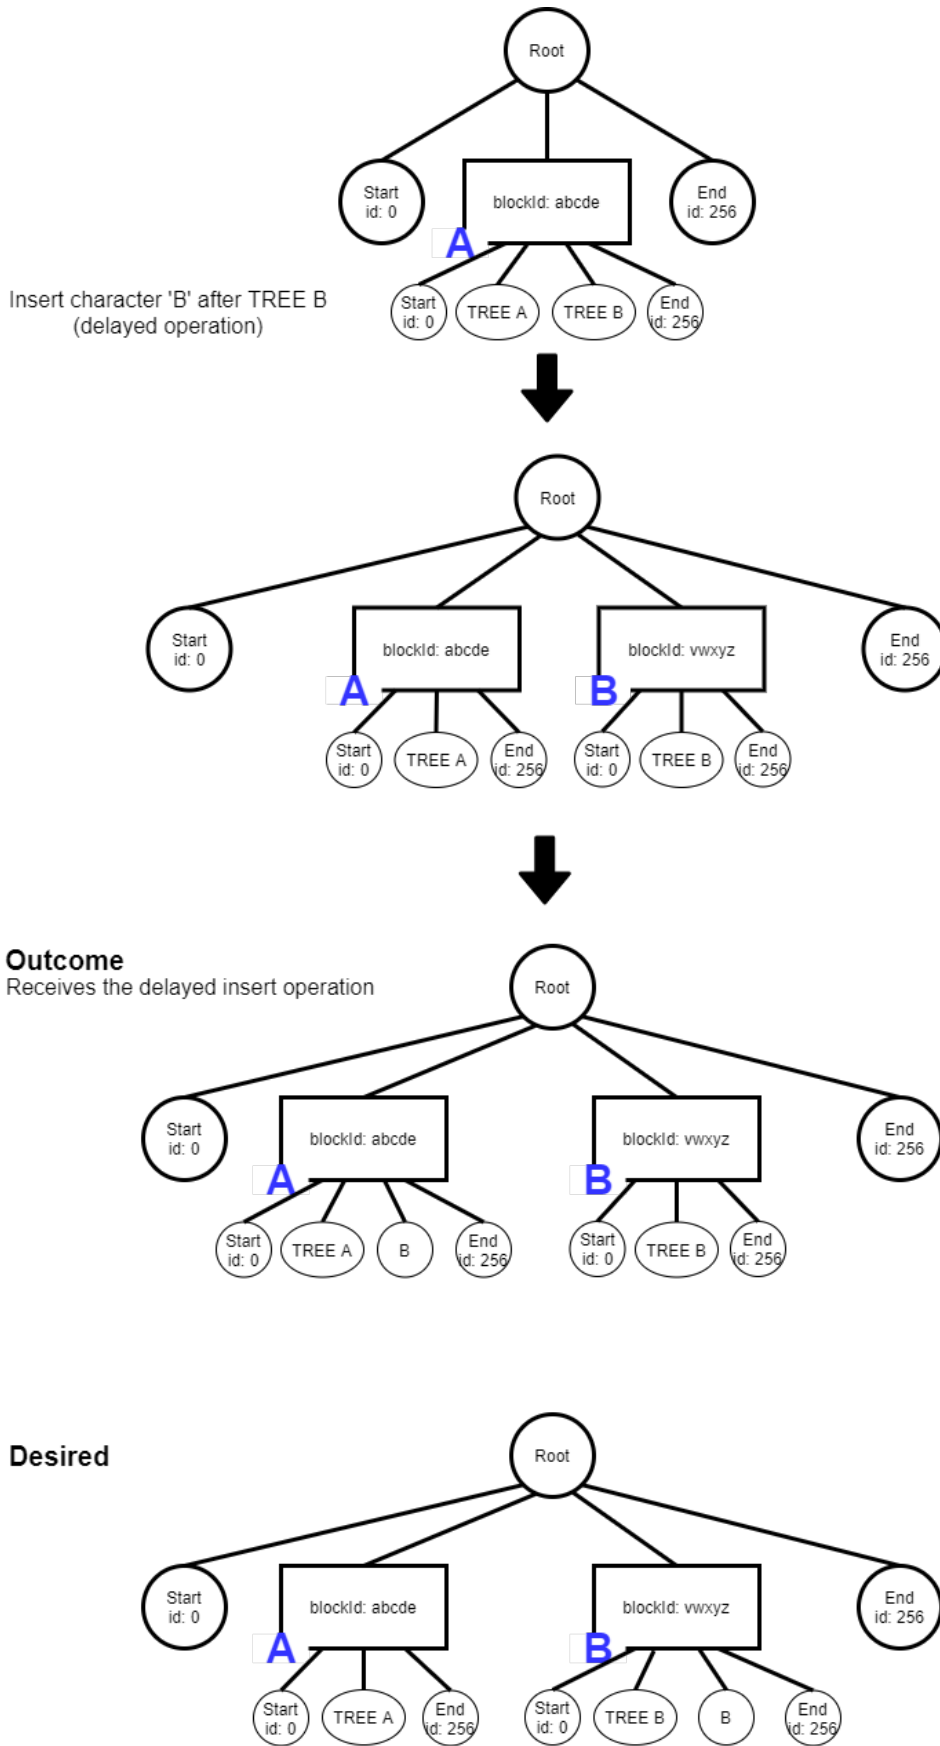 Root
Start
id: 0
blockId: abcde
End
id: 256
A
Insert character 'B' after TREE B
(delayed operation)
Start
id: 0
TREE A
TREE B
End
id: 256
Root
Start
id: 0
blockId: abcde
blockId: vwxyz
End
id: 256
A
B
Start
id: 0
TREE A
End
id: 256
Start
id: 0
TREE B
End
id: 256
Outcome
Receives the delayed insert operation
Root
Start
id: 0
blockId: abcde
blockId: vwxyz
End
id: 256
A
B
Start
id: 0
TREE A
B
End
id: 256
Start
id: 0
TREE B
End
id: 256
Desired
Root
Start
id: 0
blockId: abcde
blockId: vwxyz
End
id: 256
A
B
Start
id: 0
TREE A
End
id: 256
Start
id: 0
TREE B
B
End
id: 256